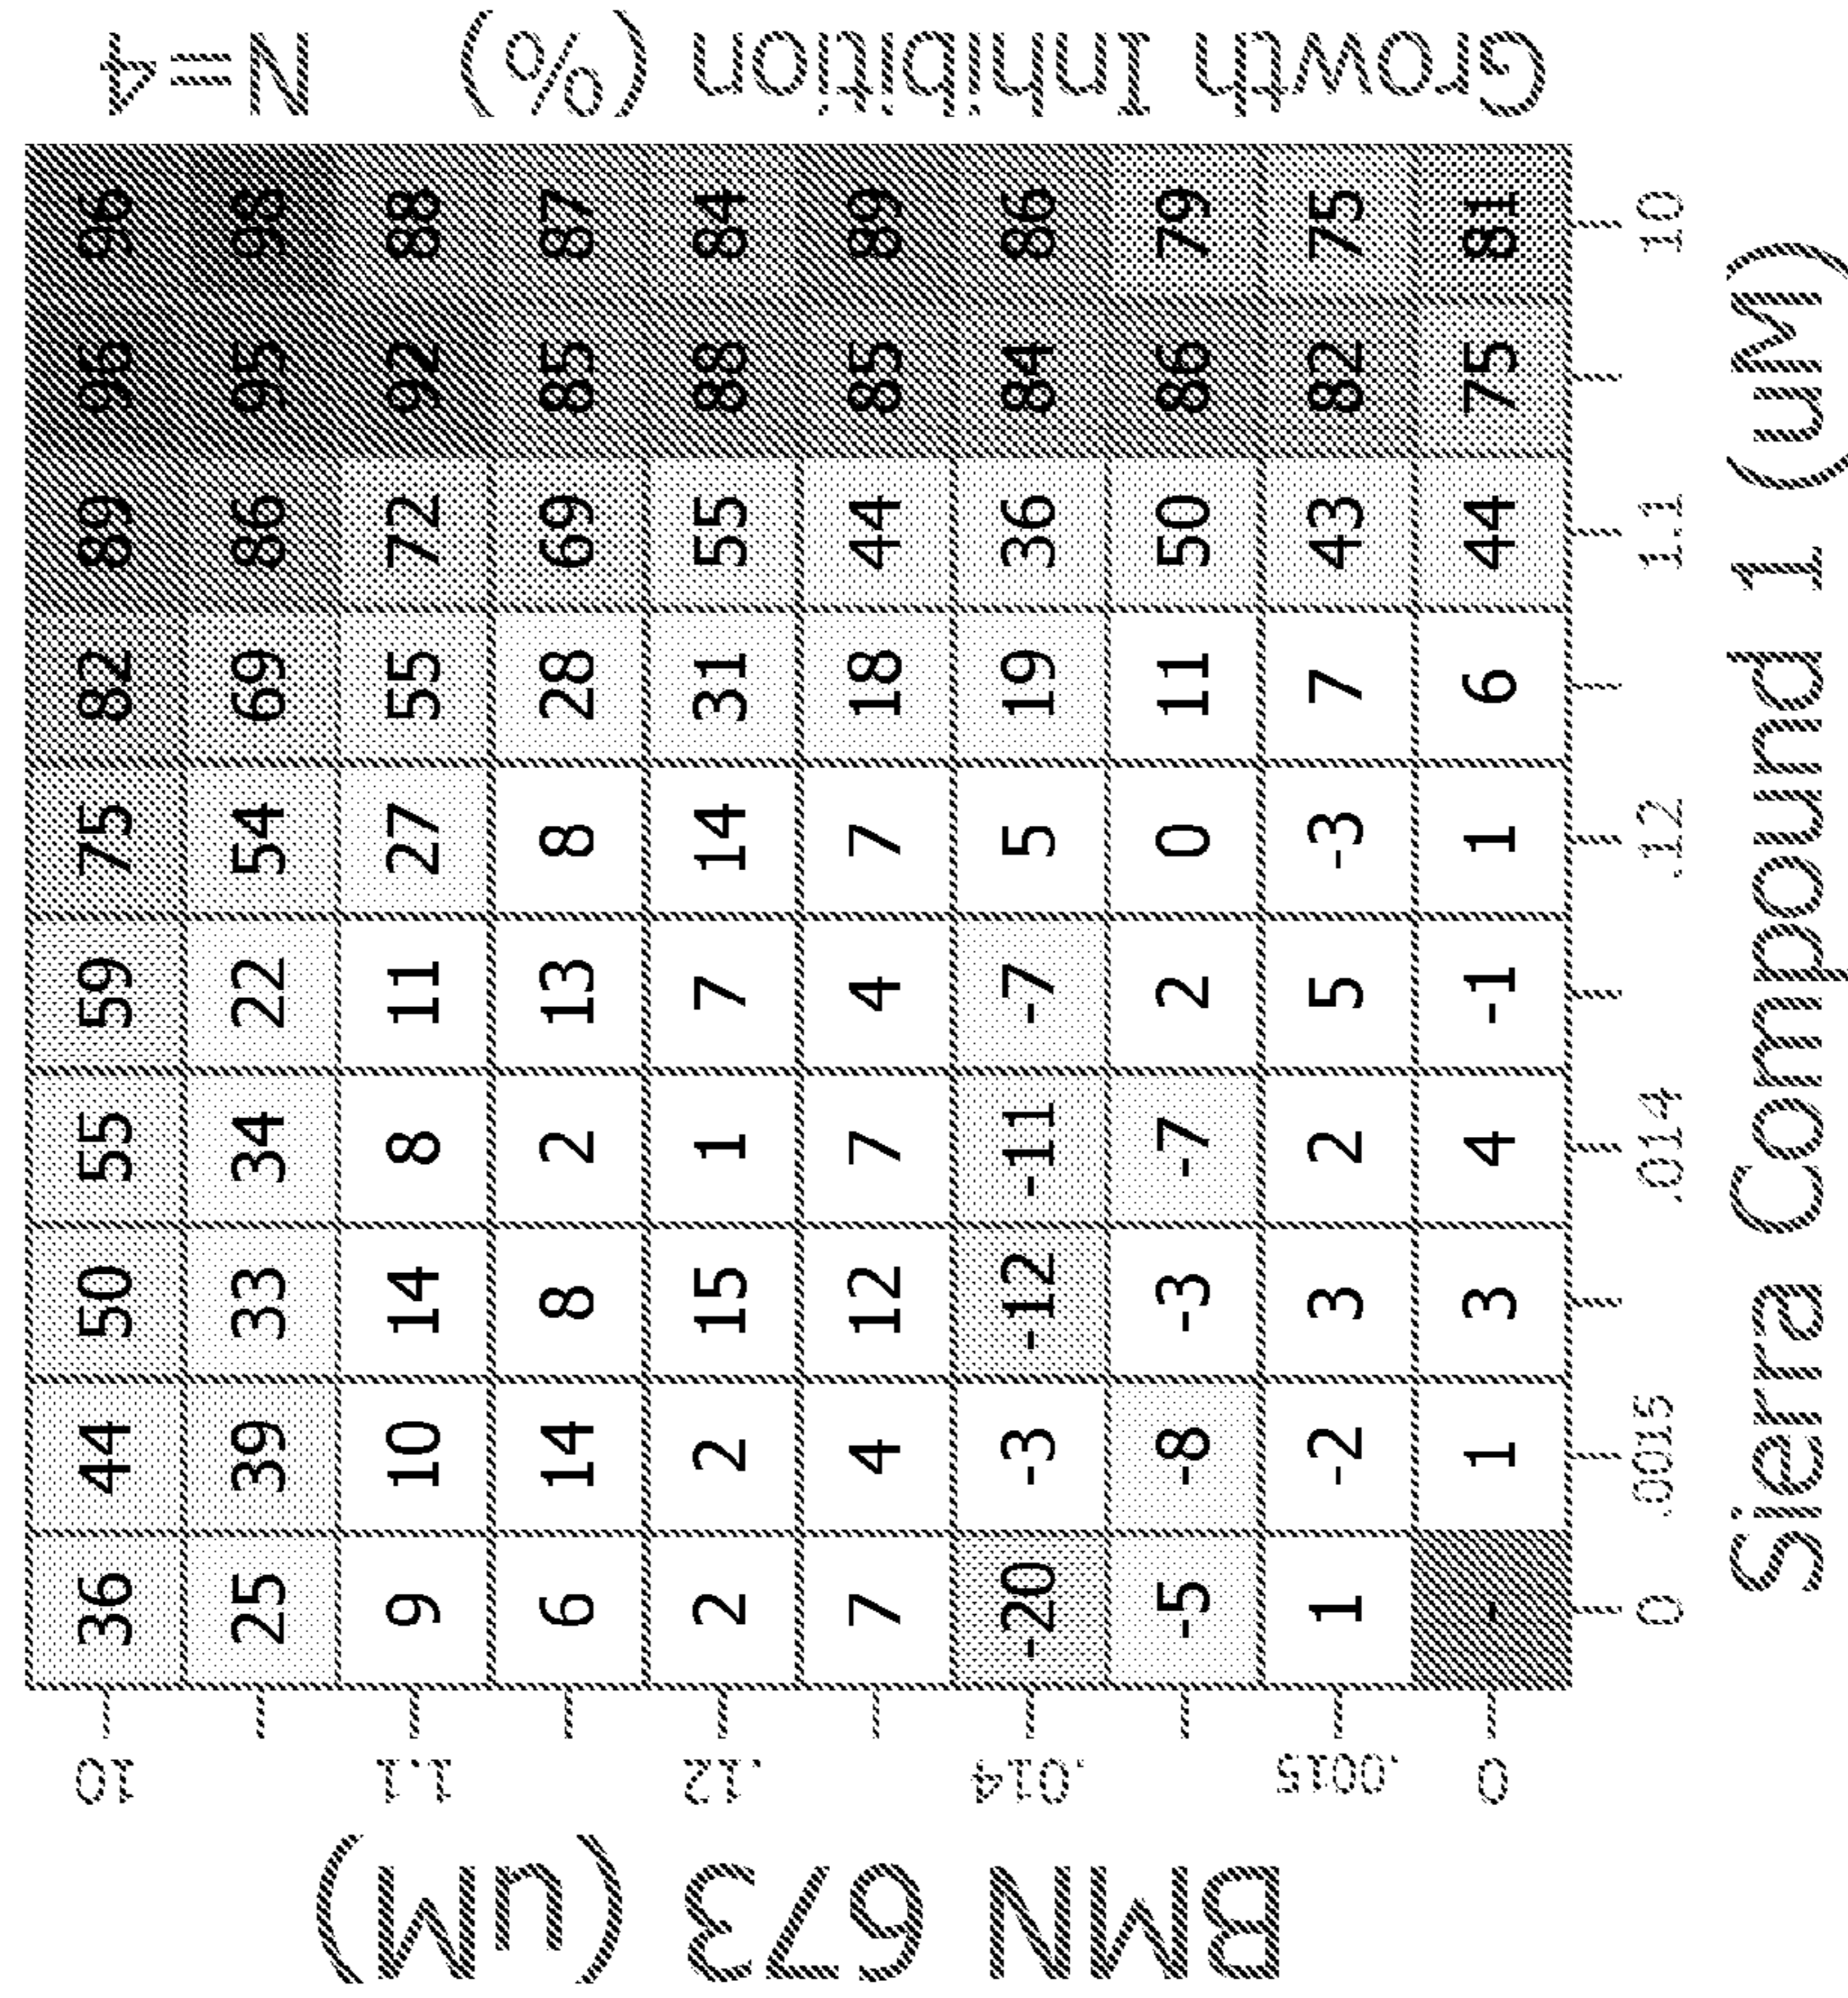 Growth Inhibition (%) N=4
BMN 673 (uM)
10 36 44 50 55 59 75 82 89 96 96
25 39 33 34 22 54 69 86 95 98
1.1 9 10 14 8 11 27 55 72 92 88
6 14 8 2 13 8 28 69 85 87
.12 2 2 15 1 7 14 31 55 88 84
7 4 12 7 4 7 18 44 85 89
.014 -20 -3 -12 -11 -7 5 19 36 84 86
-5 -8 -3 -7 2 0 11 50 86 79
.0015 1 -2 3 2 5 -3 7 43 82 75
0 - 1 3 4 -1 1 6 44 75 81
0 .0015 .014 .12 1.1 10
Sierra Compound 1 (uM)